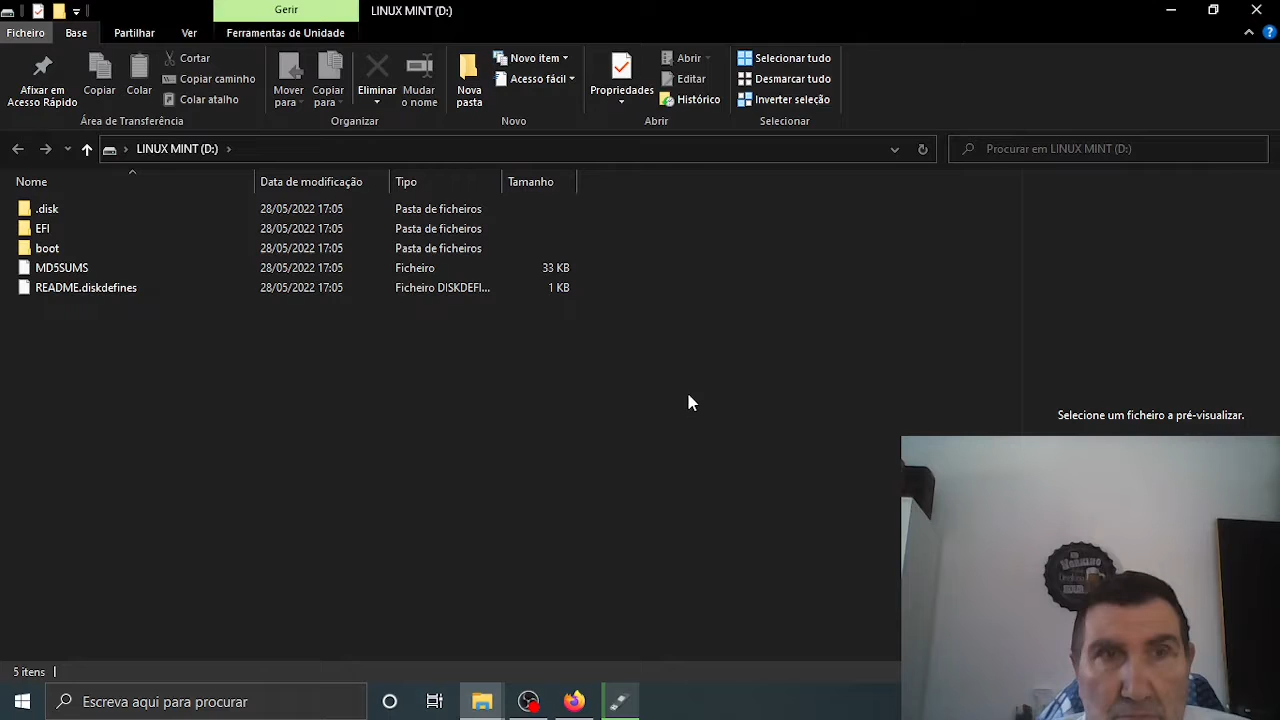 Gerir
LINUX MINT (D:)
Ficheiro
Base
Partilhar
Ver
Ferramentas de Unidade
Afixar em
Acesso Rápido
Copiar
Colar
Cortar
Copiar caminho
Colar atalho
Área de Transferência
Mover
para
Copiar
para
Eliminar
Mudar
o nome
Organizar
Nova
pasta
Novo item
Acesso fácil
Novo
Propriedades
Abrir
Editar
Histórico
Abrir
Selecionar tudo
Desmarcar tudo
Inverter seleção
Selecionar
LINUX MINT (D:)
Procurar em LINUX MINT (D:)
Nome Data de modificação Tipo Tamanho
.disk 28/05/2022 17:05 Pasta de ficheiros
EFI 28/05/2022 17:05 Pasta de ficheiros
boot 28/05/2022 17:05 Pasta de ficheiros
MD5SUMS 28/05/2022 17:05 Ficheiro 33 KB
README.diskdefines 28/05/2022 17:05 Ficheiro DISKDEFI... 1 KB
Selecione um ficheiro a pré-visualizar.
5 itens
Escreva aqui para procurar